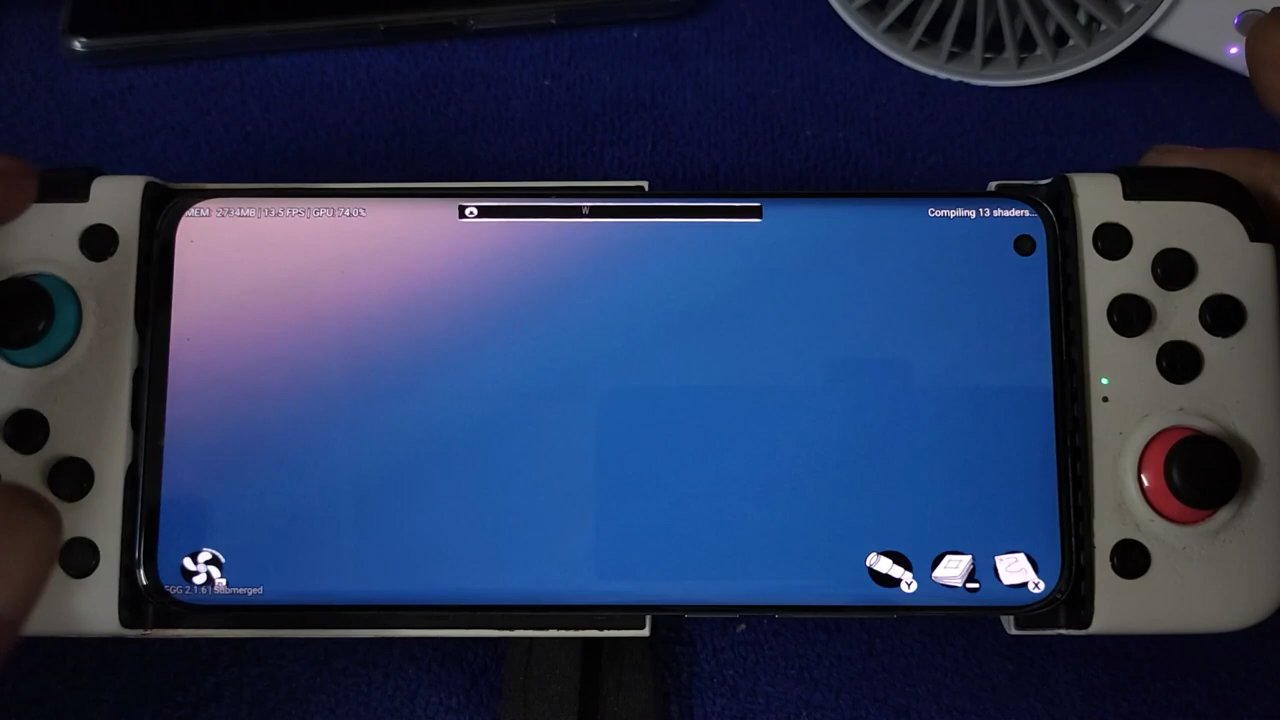 MEM: 2734MB | 13.5 FPS | GPU 74.0%
W
Compiling 13 shaders...
Y
X
EGG 2.1.6 | Submerged